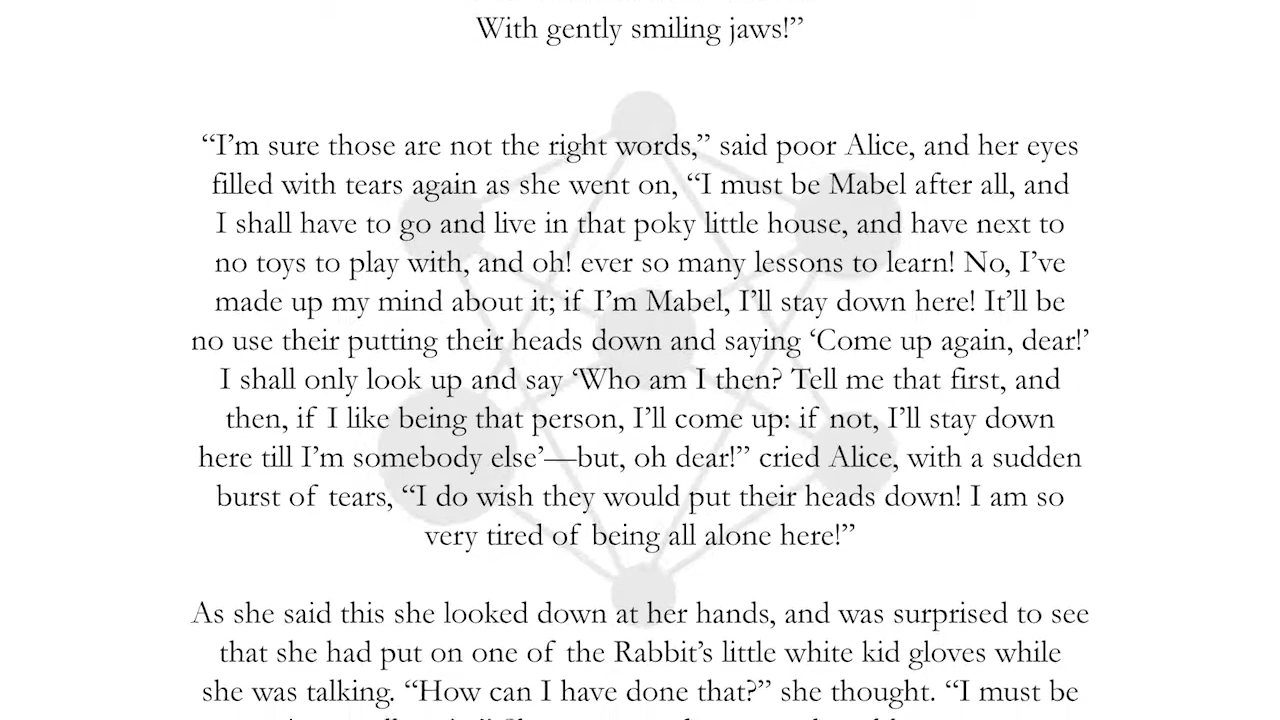 With gently smiling jaws!”
“I’m sure those are not the right words,” said poor Alice, and her eyes
filled with tears again as she went on, “I must be Mabel after all, and
I shall have to go and live in that poky little house, and have next to
no toys to play with, and oh! ever so many lessons to learn! No, I’ve
made up my mind about it; if I’m Mabel, I’ll stay down here! It’ll be
no use their putting their heads down and saying ‘Come up again, dear!’
I shall only look up and say ‘Who am I then? Tell me that first, and
then, if I like being that person, I’ll come up: if not, I’ll stay down
here till I’m somebody else’—but, oh dear!” cried Alice, with a sudden
burst of tears, “I do wish they would put their heads down! I am so
very tired of being all alone here!”
As she said this she looked down at her hands, and was surprised to see
that she had put on one of the Rabbit’s little white kid gloves while
she was talking. “How can I have done that?” she thought. “I must be